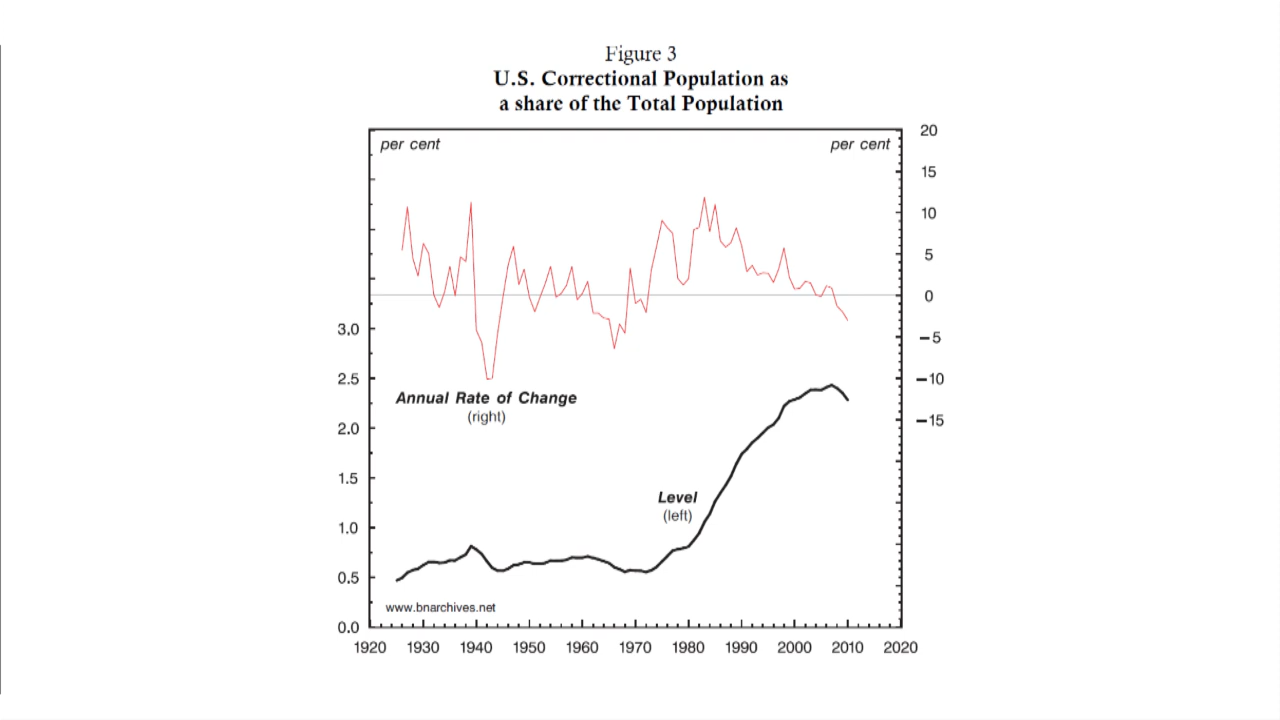 Figure 3
U.S. Correctional Population as
a share of the Total Population
per cent
per cent
20
15
10
5
0
−5
−10
−15
3.0
2.5
2.0
1.5
1.0
0.5
0.0
Annual Rate of Change
(right)
Level
(left)
www.bnarchives.net
1920 1930 1940 1950 1960 1970 1980 1990 2000 2010 2020